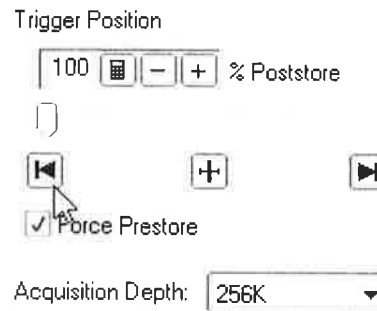 Trigger Position
100 - + % Poststore
Force Prestore
Acquisition Depth: 256K